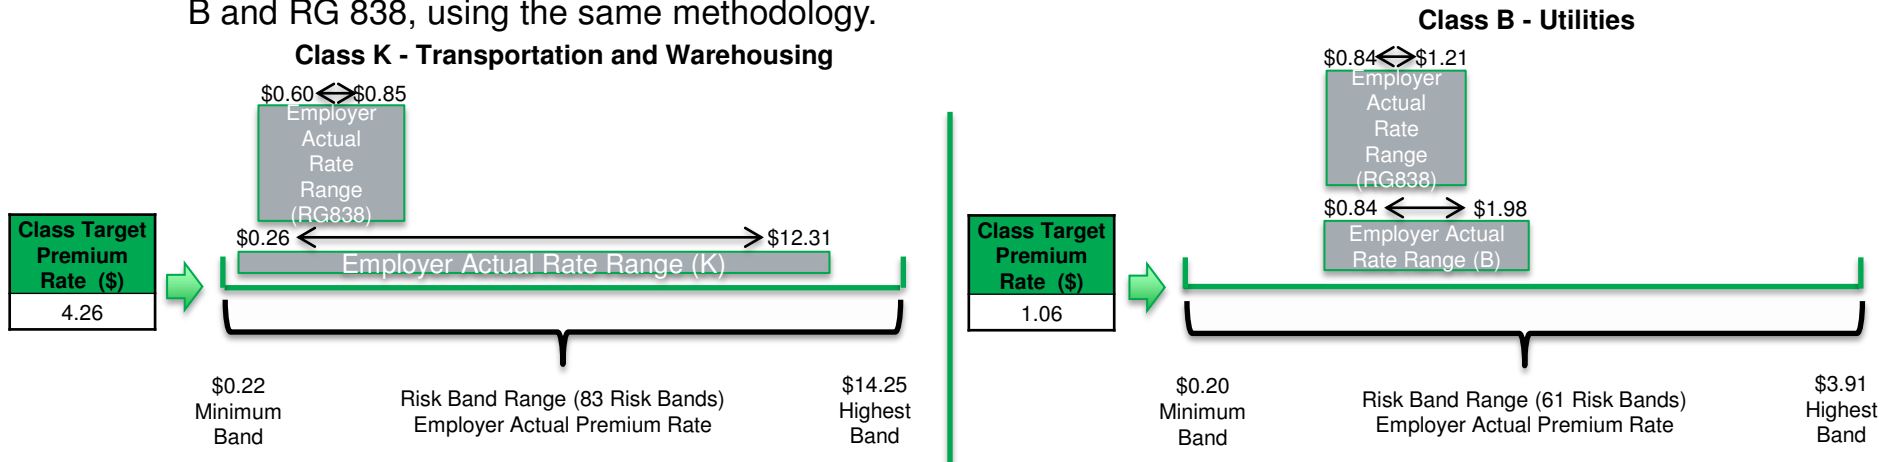 B and RG 838, using the same methodology.
Class K - Transportation and Warehousing
$0.60
$0.85
Employer
Actual
Rate
Range
(RG838)
$0.26
$12.31
Employer Actual Rate Range (K)
Class Target
Premium
Rate ($)
4.26
$0.22
Minimum
Band
Risk Band Range (83 Risk Bands)
Employer Actual Premium Rate
$14.25
Highest
Band
Class B - Utilities
$0.84
$1.21
Employer
Actual
Rate
Range
(RG838)
$0.84
$1.98
Employer Actual
Rate Range (B)
Class Target
Premium
Rate ($)
1.06
$0.20
Minimum
Band
Risk Band Range (61 Risk Bands)
Employer Actual Premium Rate
$3.91
Highest
Band